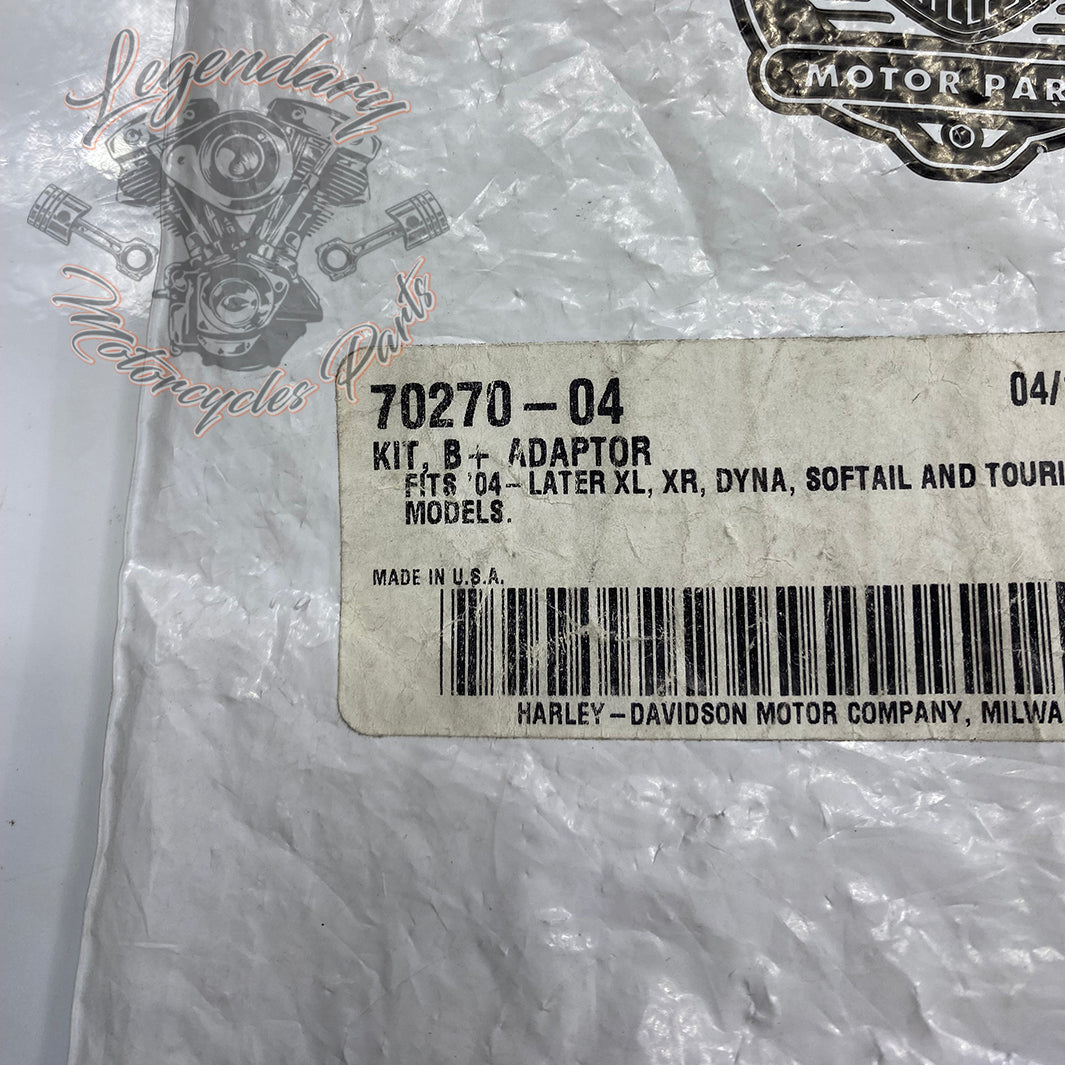 Legendary
Motorcycles Parts
MOTOR PAR
70270-04
04/
KIT, B+ ADAPTOR
FITS '04-LATER XL, XR, DYNA, SOFTAIL AND TOURI
MODELS.
MADE IN U.S.A.
HARLEY-DAVIDSON MOTOR COMPANY, MILWA